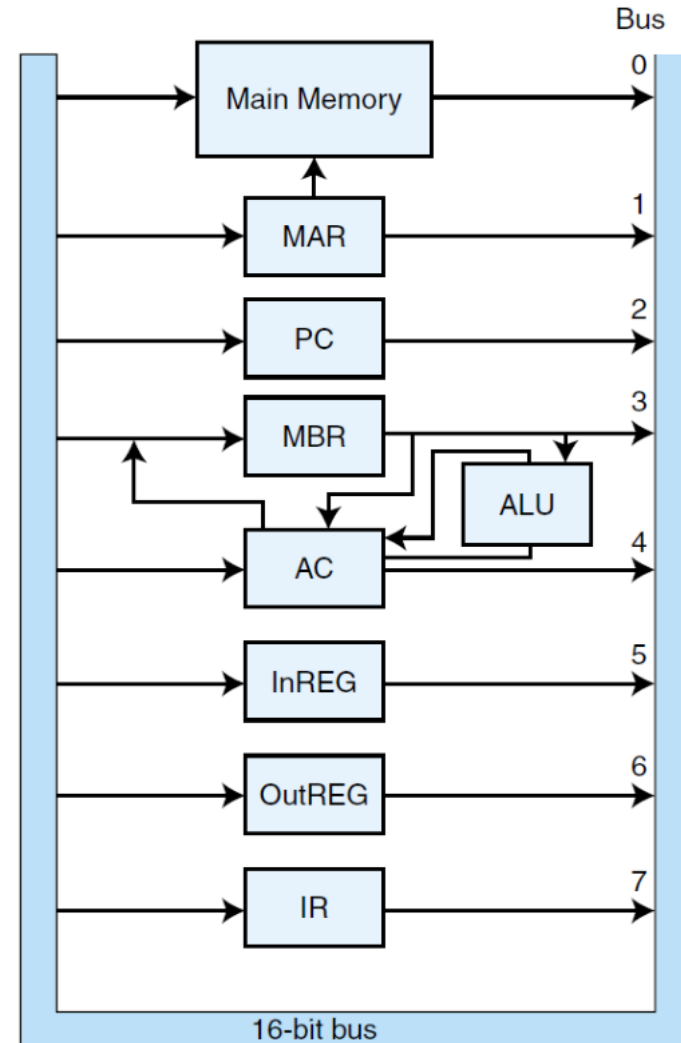 Bus
0
Main Memory
1
MAR
2
PC
3
MBR
ALU
4
AC
5
InREG
6
OutREG
7
IR
16-bit bus